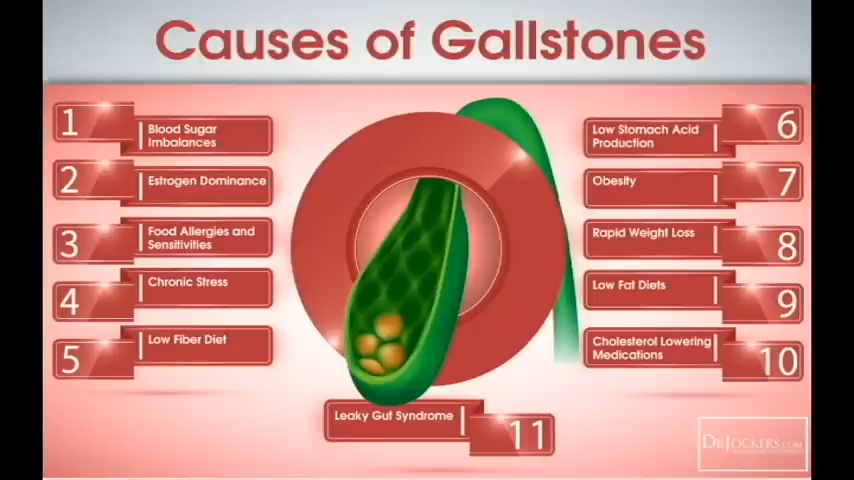 Causes of Gallstones
1
Blood Sugar
Imbalances
2
Estrogen Dominance
3
Food Allergies and
Sensitivities
4
Chronic Stress
5
Low Fiber Diet
Low Stomach Acid
Production
6
Obesity
7
Rapid Weight Loss
8
Low Fat Diets
9
Cholesterol Lowering
Medications
10
Leaky Gut Syndrome
11
DRJOCKERS.COM